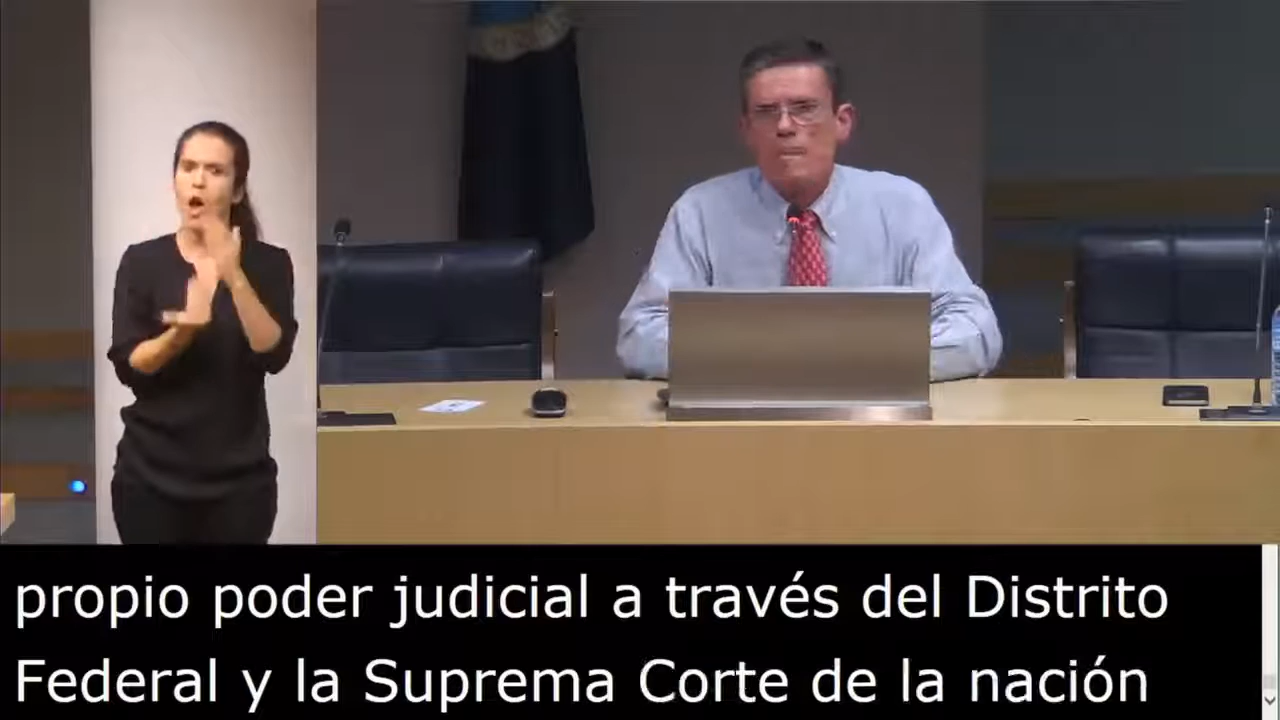 propio poder judicial a través del Distrito
Federal y la Suprema Corte de la nación